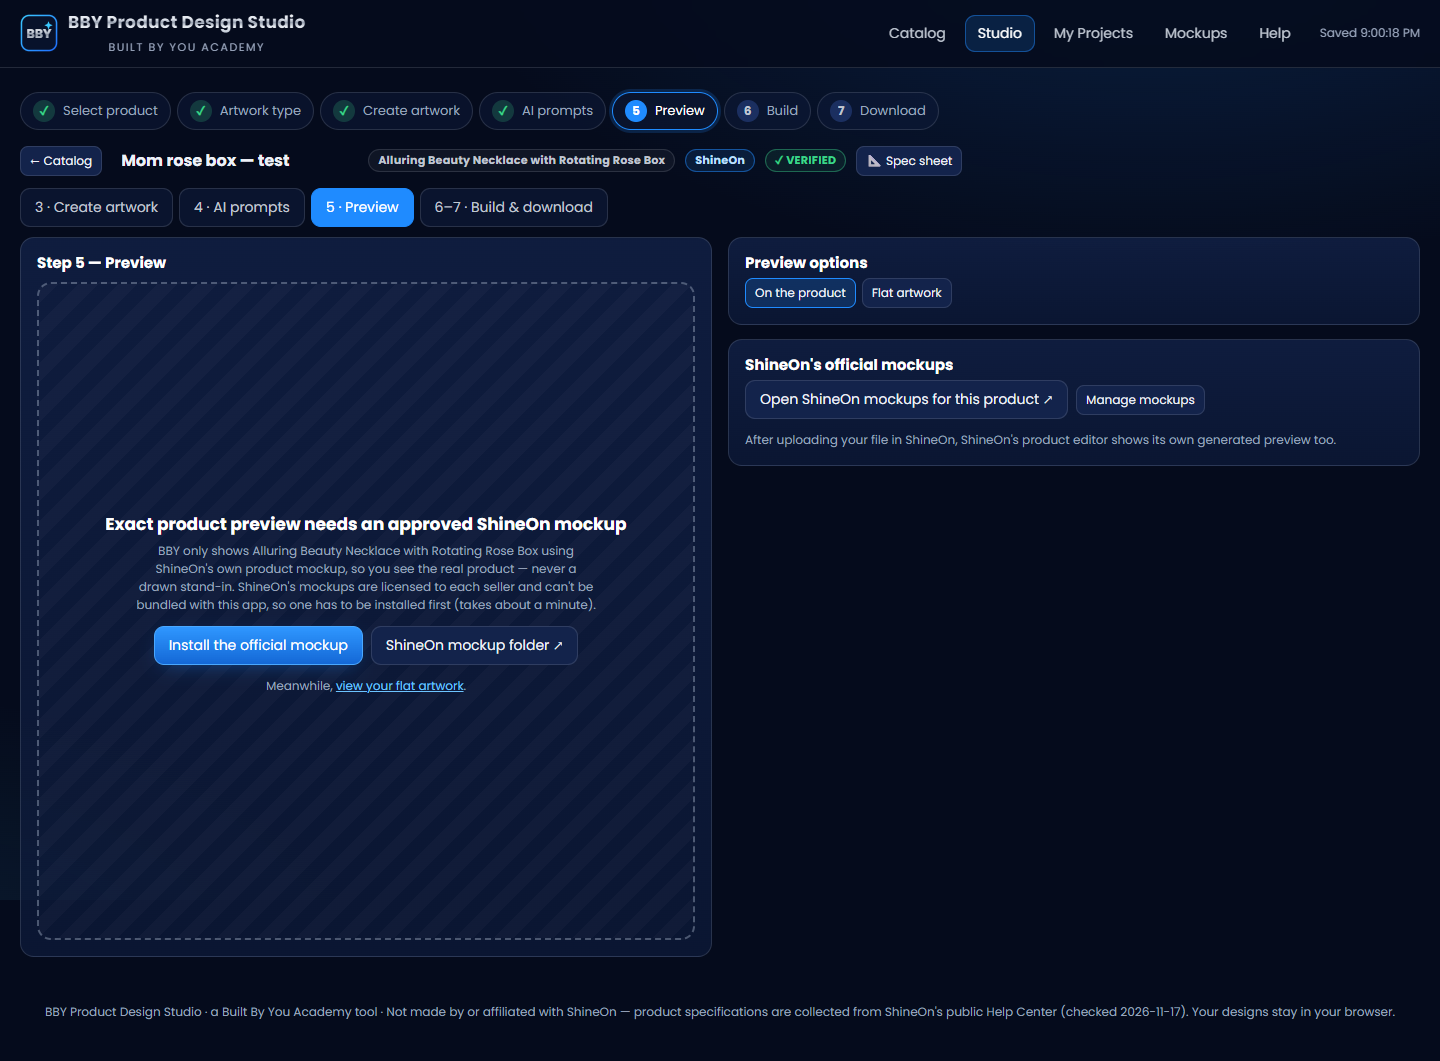 BBY
BBY Product Design Studio
BUILT BY YOU ACADEMY
Catalog
Studio
My Projects
Mockups
Help
Saved 9:00:18 PM
✓ Select product
✓ Artwork type
✓ Create artwork
✓ AI prompts
5 Preview
6 Build
7 Download
← Catalog
Mom rose box — test
Alluring Beauty Necklace with Rotating Rose Box
ShineOn
✓ VERIFIED
📐 Spec sheet
3 · Create artwork
4 · AI prompts
5 · Preview
6–7 · Build & download
Step 5 — Preview
Exact product preview needs an approved ShineOn mockup
BBY only shows Alluring Beauty Necklace with Rotating Rose Box using
ShineOn's own product mockup, so you see the real product — never a
drawn stand-in. ShineOn's mockups are licensed to each seller and can't be
bundled with this app, so one has to be installed first (takes about a minute).
Install the official mockup
ShineOn mockup folder ↗
Meanwhile, view your flat artwork.
Preview options
On the product
Flat artwork
ShineOn's official mockups
Open ShineOn mockups for this product ↗
Manage mockups
After uploading your file in ShineOn, ShineOn's product editor shows its own generated preview too.
BBY Product Design Studio · a Built By You Academy tool · Not made by or affiliated with ShineOn — product specifications are collected from ShineOn's public Help Center (checked 2026-11-17). Your designs stay in your browser.